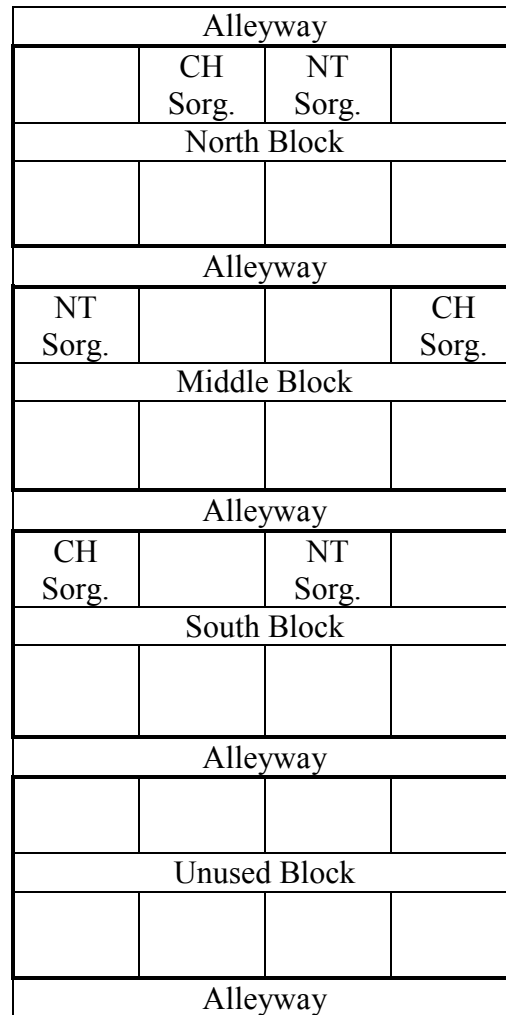 Alleyway
CH NT
Sorg. Sorg.
North Block
Alleyway
NT CH
Sorg. Sorg.
Middle Block
Alleyway
CH NT
Sorg. Sorg.
South Block
Alleyway
Unused Block
Alleyway